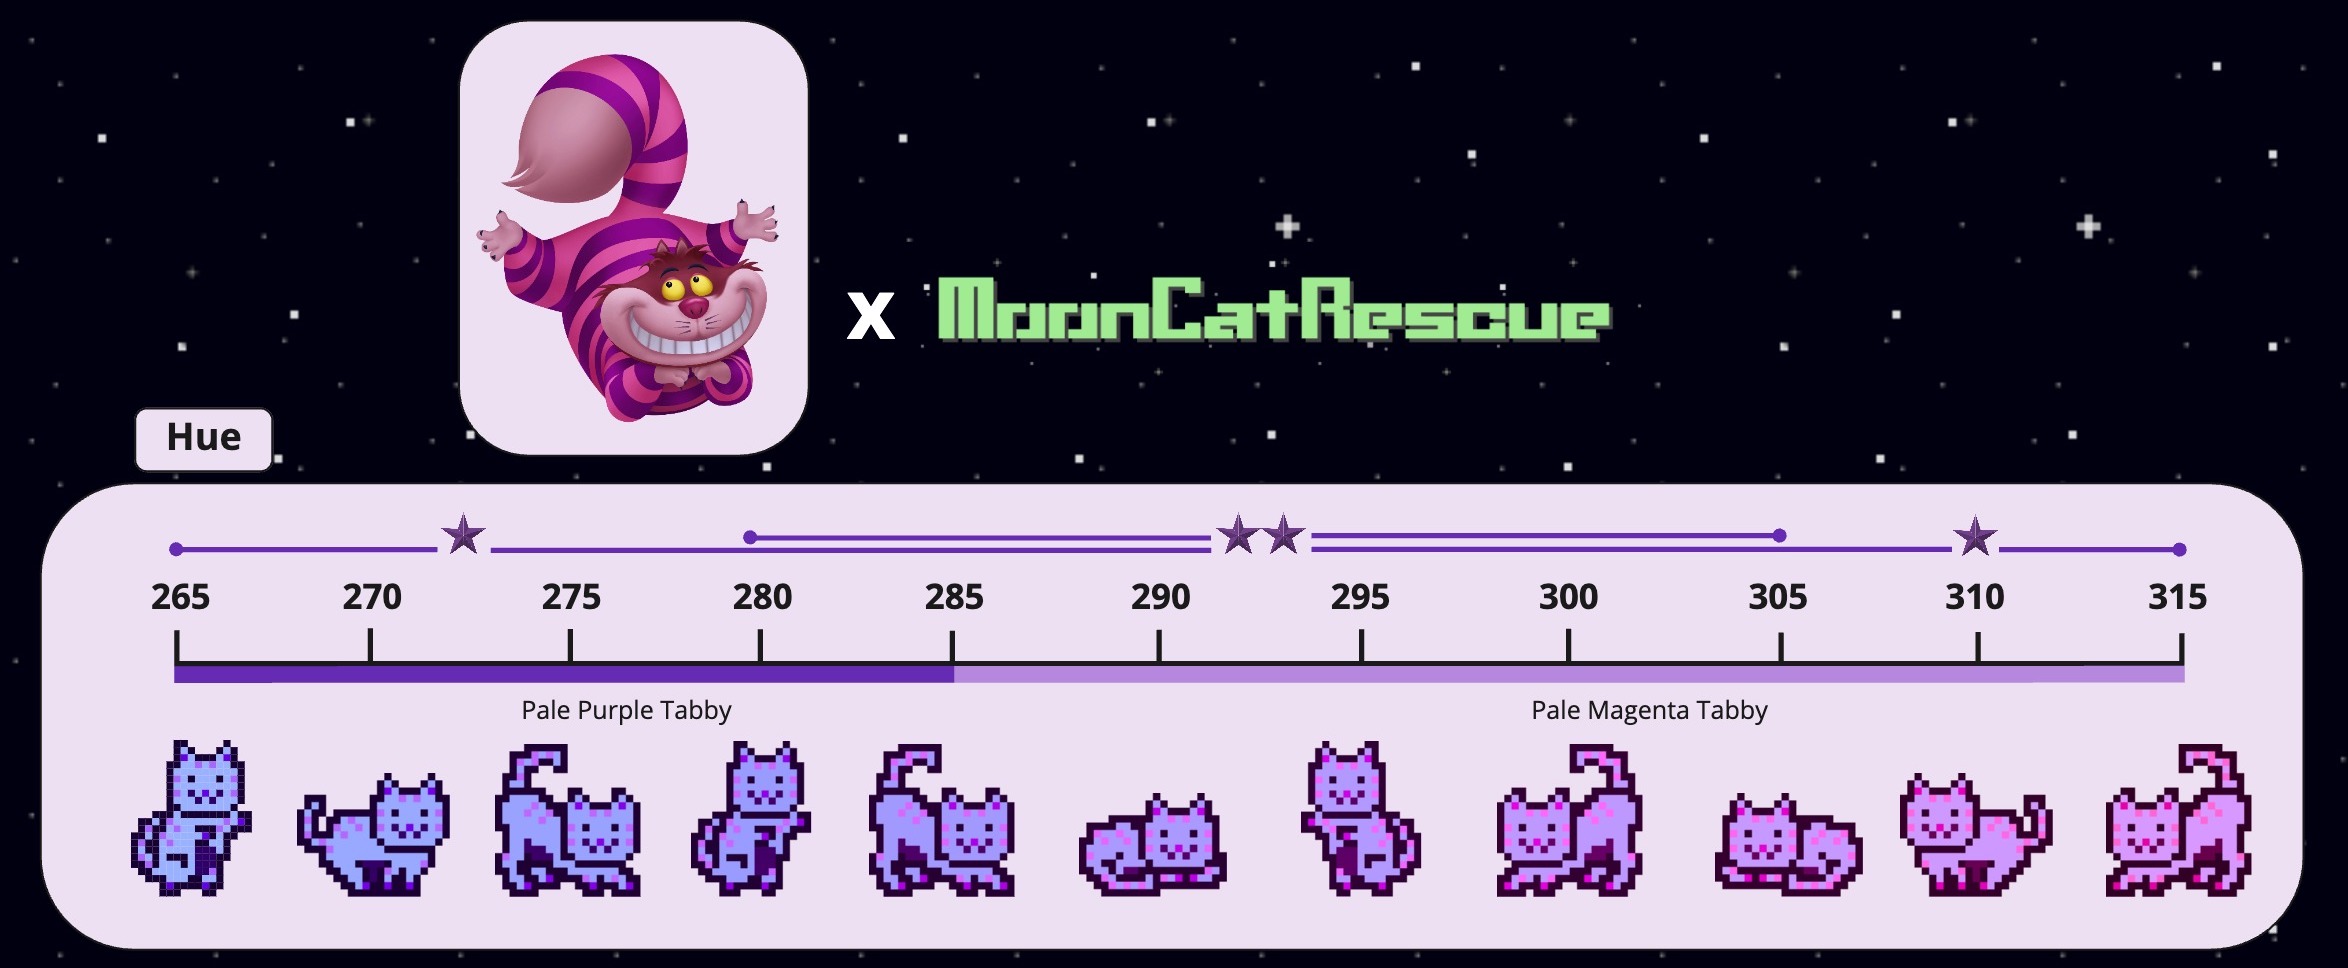 x MoonCatRescue
Hue
265 270 275 280 285 290 295 300 305 310 315
Pale Purple Tabby Pale Magenta Tabby